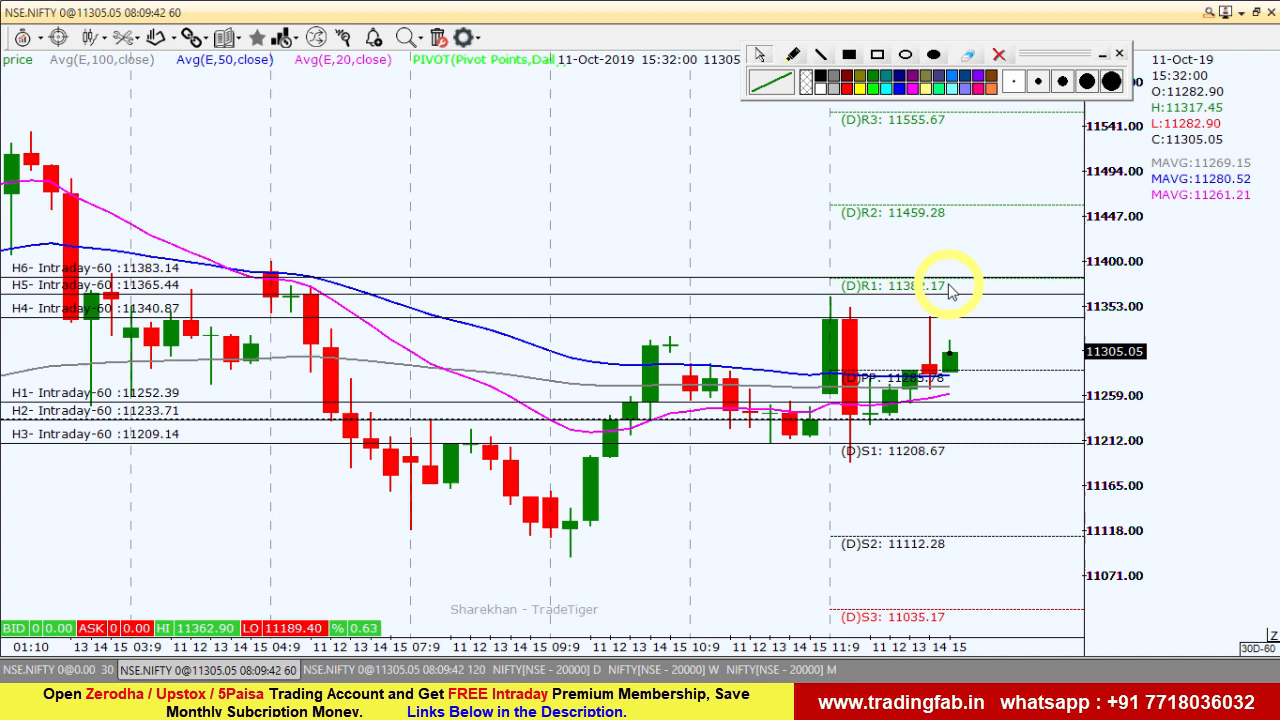 NSE.NIFTY 0@11305.05 08:09:42 60
price Avg(E,100,close) Avg(E,50,close) Avg(E,20,close) PIVOT(Pivot Points,Dail 11-Oct-2019 15:32:00 11305
11-Oct-19
15:32:00
O:11282.90
H:11317.45
L:11282.90
C:11305.05
MAVG:11269.15
MAVG:11280.52
MAVG:11261.21
(D)R3: 11555.67
11541.00
11494.00
(D)R2: 11459.28
11447.00
H6- Intraday-60 :11383.14
11400.00
H5- Intraday-60 :11365.44
(D)R1: 11382.17
H4- Intraday-60 :11340.87
11353.00
11305.05
(D)PP: 11285.78
H1- Intraday-60 :11252.39
11259.00
H2- Intraday-60 :11233.71
H3- Intraday-60 :11209.14
11212.00
(D)S1: 11208.67
11165.00
11118.00
(D)S2: 11112.28
11071.00
Sharekhan - TradeTiger
(D)S3: 11035.17
BID 0 0.00 ASK 0 0.00 HI 11362.90 LO 11189.40 % 0.63
Z
01:10 13 14 15 03:9 11 12 13 14 15 04:9 11 12 13 14 15 07:9 11 12 13 14 15 09:9 11 12 13 14 15 10:9 11 12 13 14 15 11:9 11 12 13 14 15
30D-60
NSE.NIFTY 0@0.00 30 NSE.NIFTY 0@11305.05 08:09:42 60 NSE.NIFTY 0@11305.05 08:09:42 120 NIFTY[NSE - 20000] D NIFTY[NSE - 20000] W NIFTY[NSE - 20000] M
Open Zerodha / Upstox / 5Paisa Trading Account and Get FREE Intraday Premium Membership, Save
Monthly Subcription Money. Links Below in the Description.
www.tradingfab.in whatsapp : +91 7718036032